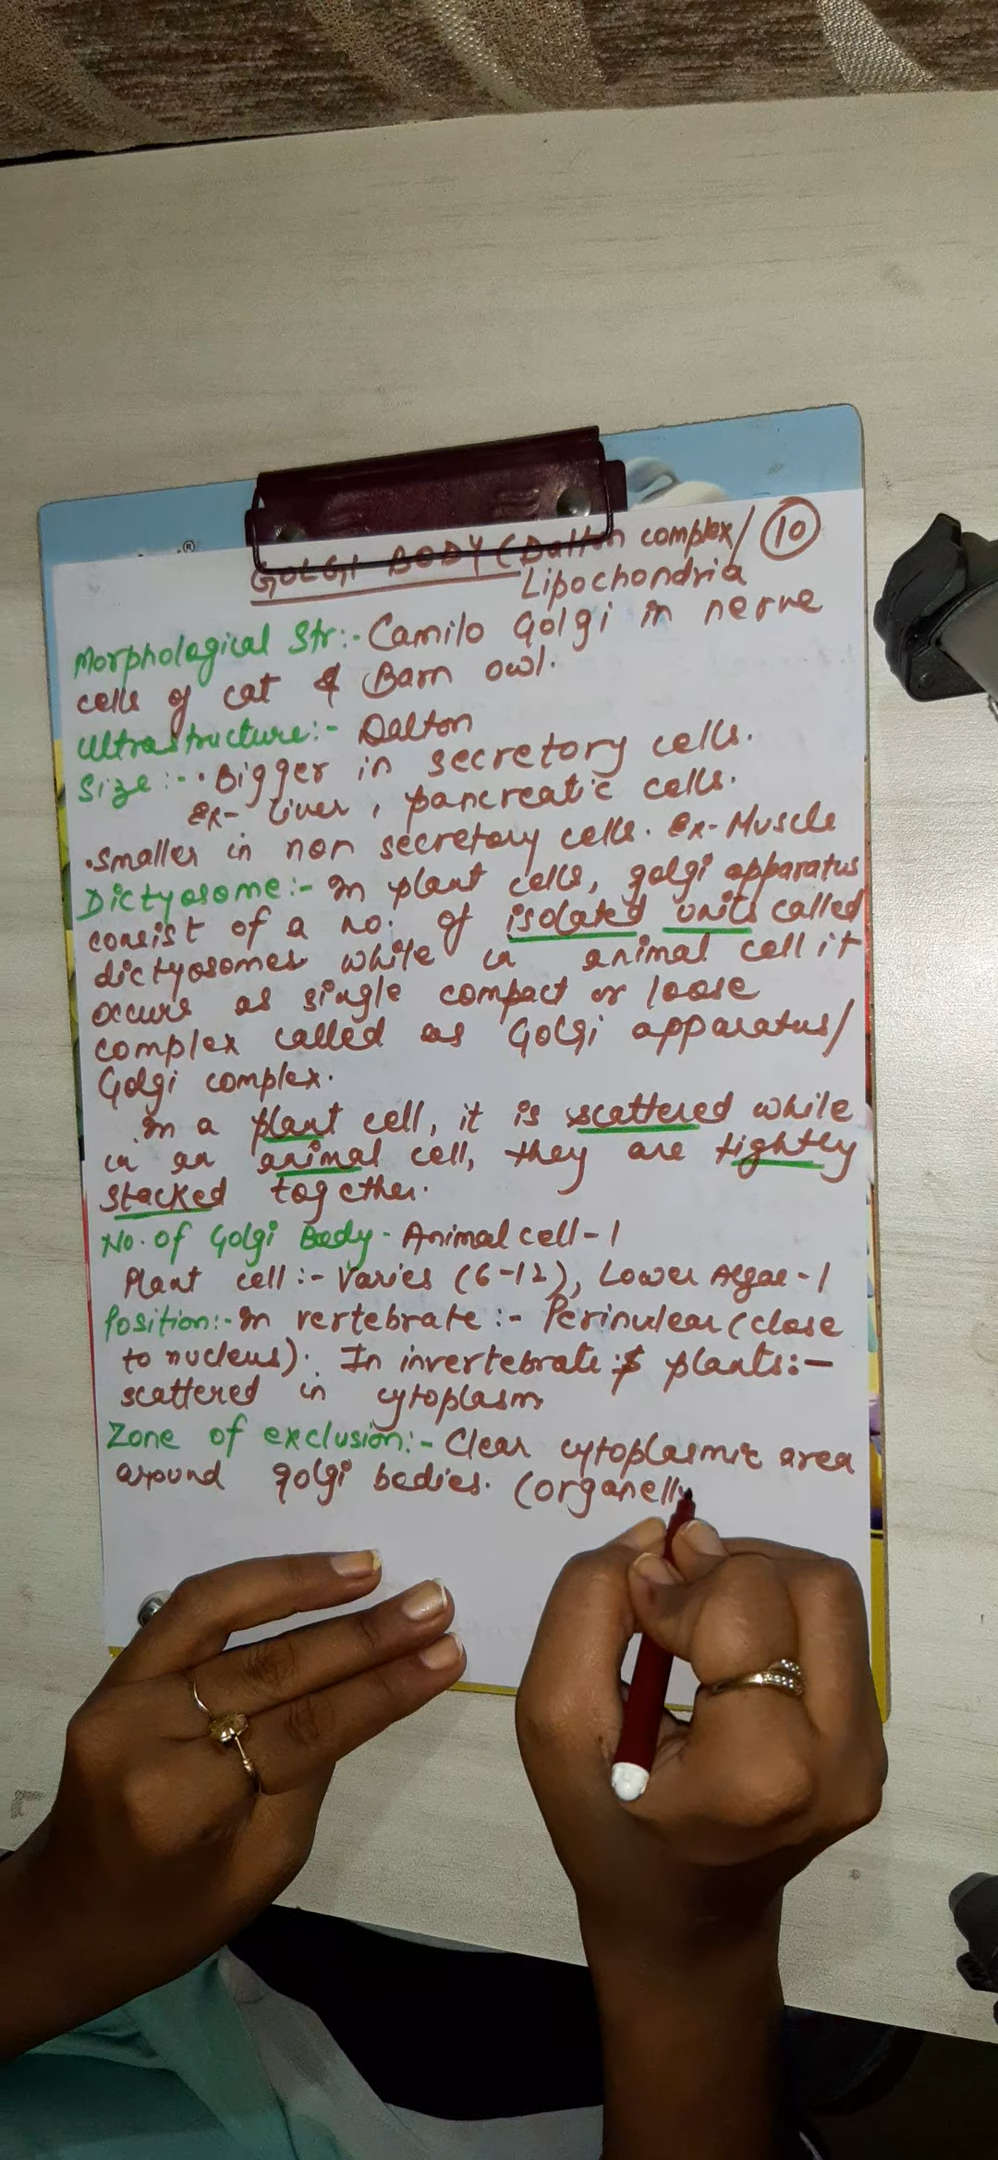 GOLGI BODY (Dalton complex/ 10
Lipochondria
Morphological Str:- Camilo Golgi in nerve
cells of cat & Barn owl.
Ultrastructure:- Dalton
Size:- • Bigger in secretory cells.
Ex- liver, pancreatic cells.
• Smaller in non secretory cells. Ex- Muscle
Dictyosome:- In plant cells, golgi apparatus
consist of a no. of isolated units called
dictyosomes while in animal cell it
occurs as single compact or loose
complex called as Golgi apparatus/
Golgi complex.
In a plant cell, it is scattered while
in an animal cell, they are tightly
stacked together.
No. of Golgi Body - Animal cell - 1
Plant cell:- Varies (6-12), Lower Algae - 1
Position:- In vertebrate:- Perinulear (close
to nucleus). In invertebrate & plants:-
scattered in cytoplasm
Zone of exclusion:- Clear cytoplasmic area
around golgi bodies. (organell